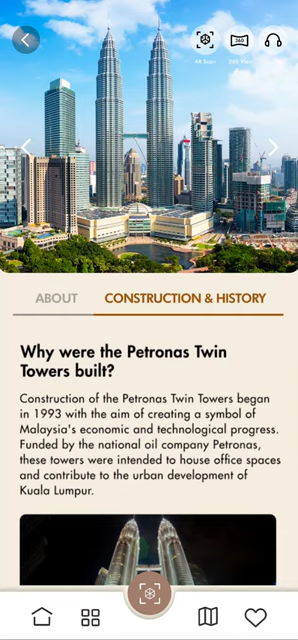 AR Scan
360
360 View
ABOUT
CONSTRUCTION & HISTORY
Why were the Petronas Twin
Towers built?
Construction of the Petronas Twin Towers began
in 1993 with the aim of creating a symbol of
Malaysia's economic and technological progress.
Funded by the national oil company Petronas,
these towers were intended to house office spaces
and contribute to the urban development of
Kuala Lumpur.